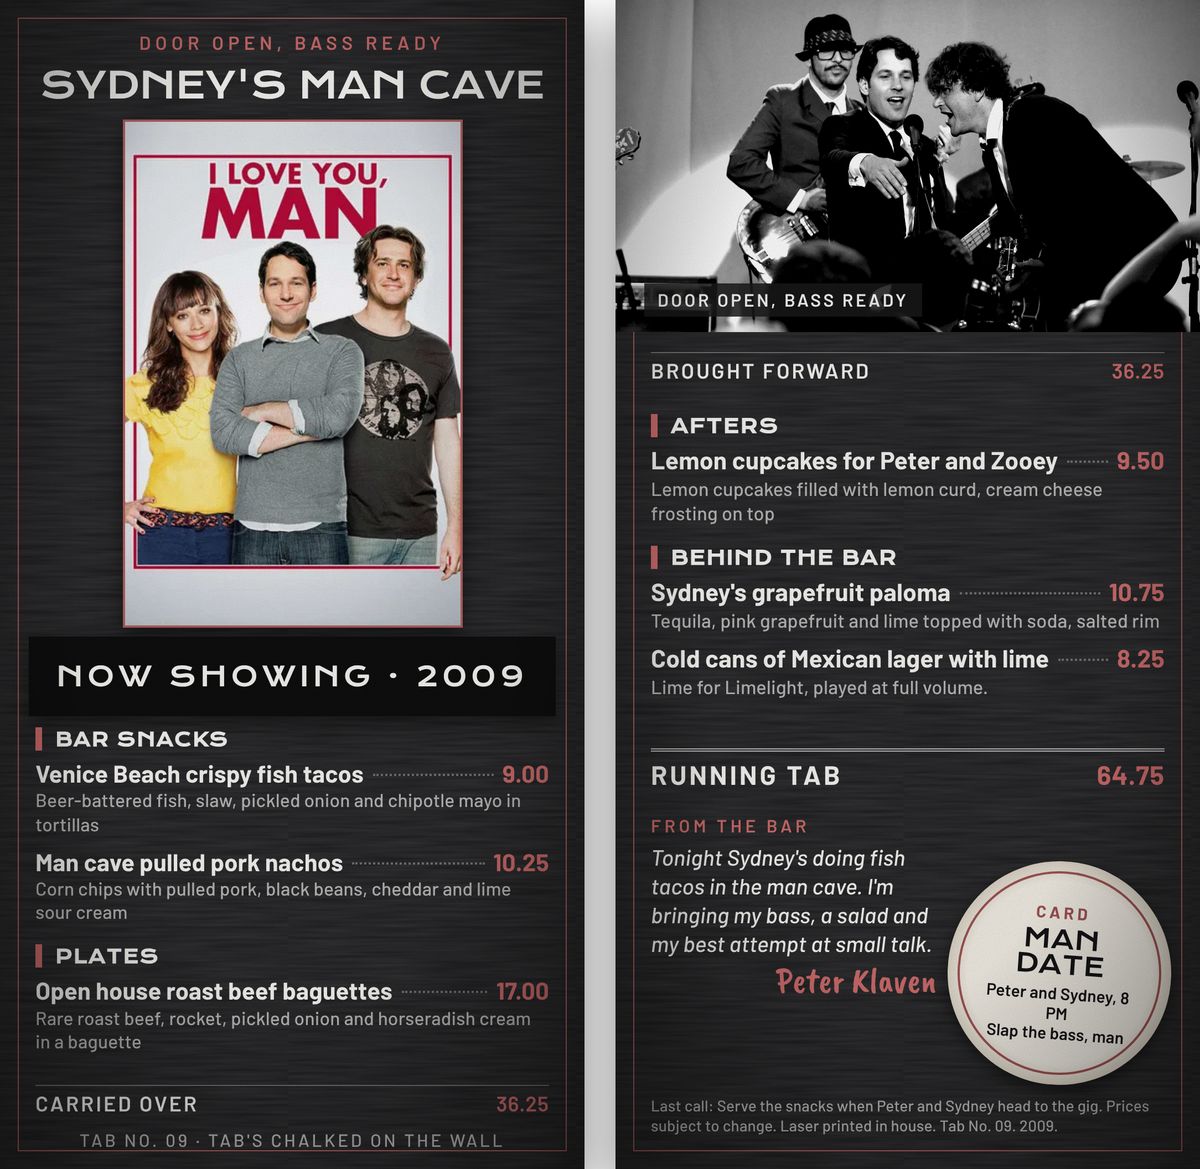 DOOR OPEN, BASS READY
SYDNEY'S MAN CAVE
I LOVE YOU,
MAN
NOW SHOWING · 2009
BAR SNACKS
Venice Beach crispy fish tacos 9.00
Beer-battered fish, slaw, pickled onion and chipotle mayo in
tortillas
Man cave pulled pork nachos 10.25
Corn chips with pulled pork, black beans, cheddar and lime
sour cream
PLATES
Open house roast beef baguettes 17.00
Rare roast beef, rocket, pickled onion and horseradish cream
in a baguette
CARRIED OVER 36.25
TAB NO. 09 · TAB'S CHALKED ON THE WALL
DOOR OPEN, BASS READY
BROUGHT FORWARD 36.25
AFTERS
Lemon cupcakes for Peter and Zooey 9.50
Lemon cupcakes filled with lemon curd, cream cheese
frosting on top
BEHIND THE BAR
Sydney's grapefruit paloma 10.75
Tequila, pink grapefruit and lime topped with soda, salted rim
Cold cans of Mexican lager with lime 8.25
Lime for Limelight, played at full volume.
RUNNING TAB 64.75
FROM THE BAR
Tonight Sydney's doing fish
tacos in the man cave. I'm
bringing my bass, a salad and
my best attempt at small talk.
Peter Klaven
CARD
MAN
DATE
Peter and Sydney, 8
PM
Slap the bass, man
Last call: Serve the snacks when Peter and Sydney head to the gig. Prices
subject to change. Laser printed in house. Tab No. 09. 2009.